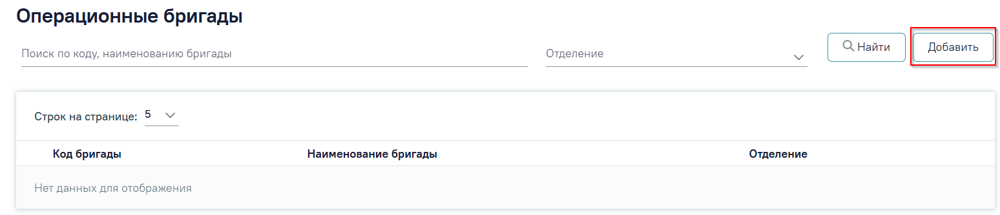 Операционные бригады
Поиск по коду, наименованию бригады Отделение Найти Добавить
Строк на странице: 5
Код бригады Наименование бригады Отделение
Нет данных для отображения